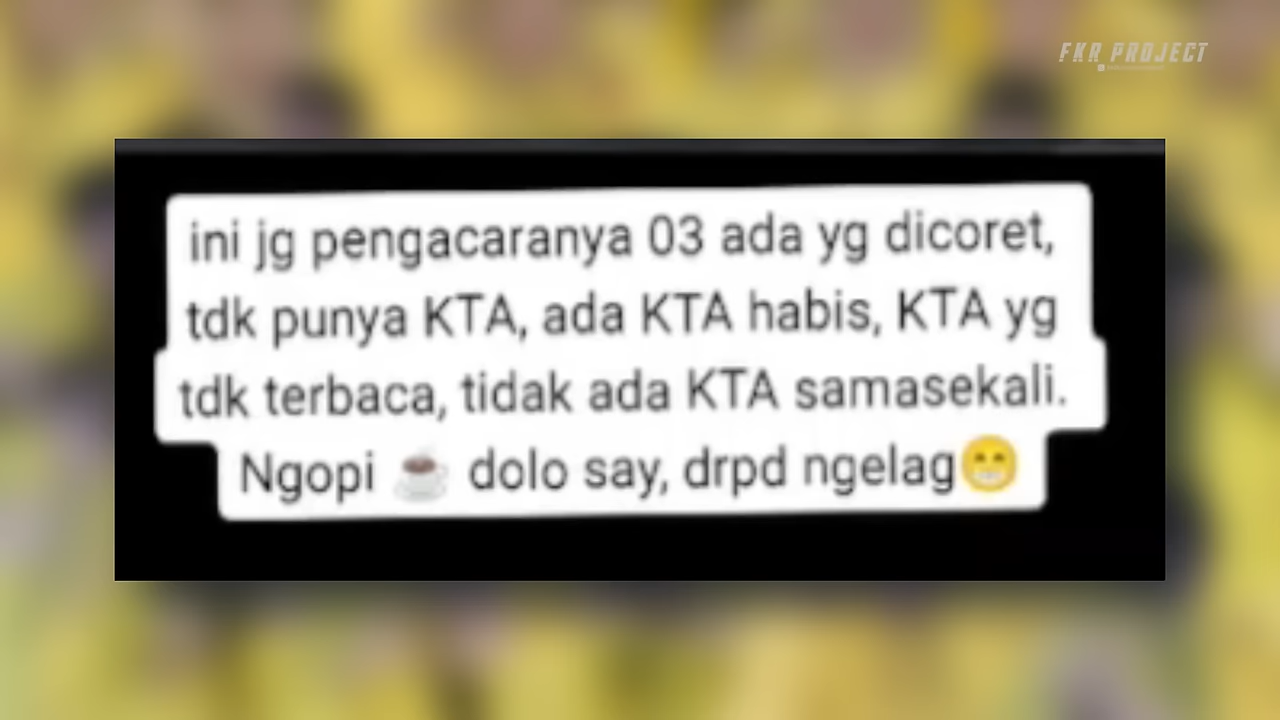 FKR PROJECT
ini jg pengacaranya 03 ada yg dicoret,
tdk punya KTA, ada KTA habis, KTA yg
tdk terbaca, tidak ada KTA samasekali.
Ngopi ☕ dolo say, drpd ngelag😁